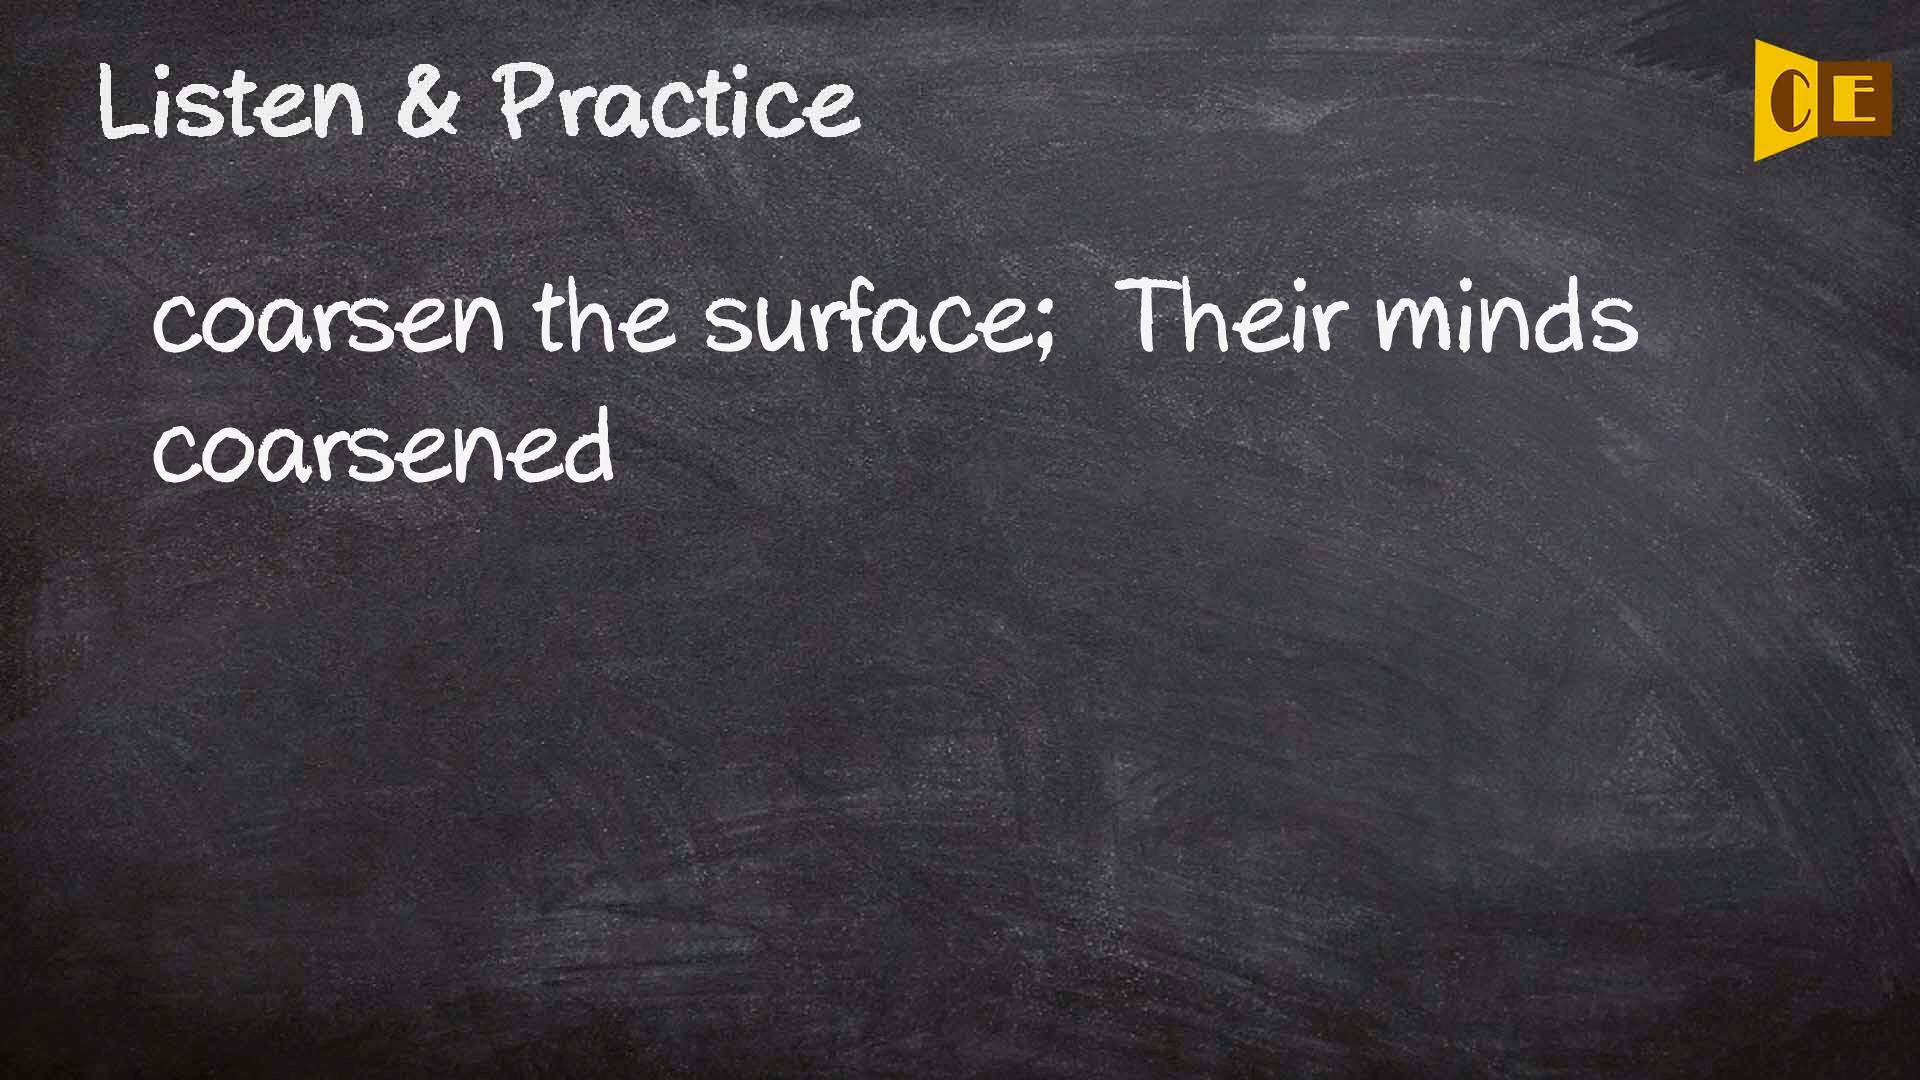 Listen & Practice
CE
coarsen the surface;  Their minds
coarsened